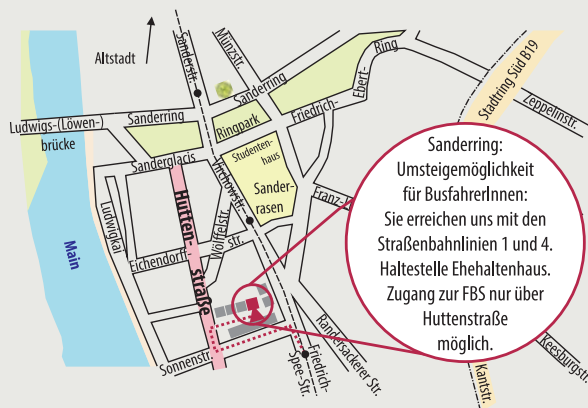 Altstadt
Sanderstr.
Münzstr.
Ring
Ebert-
Friedrich-
Stadtring Süd B19
Zeppelinstr.
Sanderring
Sanderring
Ludwigs-(Löwen-)
brücke
Ringpark
Sanderglacis
Studenten-
haus
Sander-
rasen
Franz-
Ludwigkai
Main
Hutten-
straße
Wölffelstr.
Eichendorff-
str.
Sonnenstr.
Friedrich-
Spee-Str.
Randersackerer Str.
Kantstr.
Keesburgstr.
Sanderring:
Umsteigemöglichkeit
für BusfahrerInnen:
Sie erreichen uns mit den
Straßenbahnlinien 1 und 4.
Haltestelle Ehehaltenhaus.
Zugang zur FBS nur über
Huttenstraße
möglich.